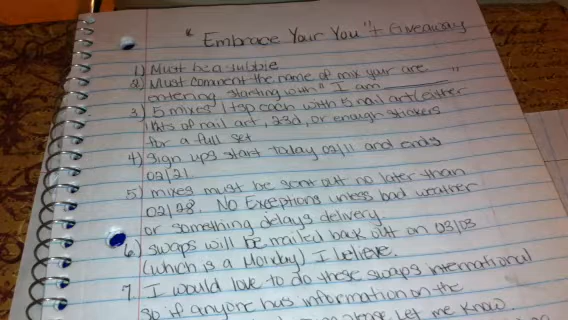 "Embrace Your You" + Giveaway
1) Must be a subbie
2) Must comment the name of mix your are
entering starting with "I am ______"
3) 5 mixes 1 tsp each with 5 nail art (either
lots of nail art, 23d, or enough stickers
for a full set
4) Sign ups start today 02/11 and ends
02/21
5) mixes must be sent out no later than
02/28. No Exceptions unless bad weather
or something delays delivery
6) swaps will be mailed back out on 03/03
(which is a Monday) I believe.
7. I would love to do these swaps international
so if anyone has information on the
please let me know.